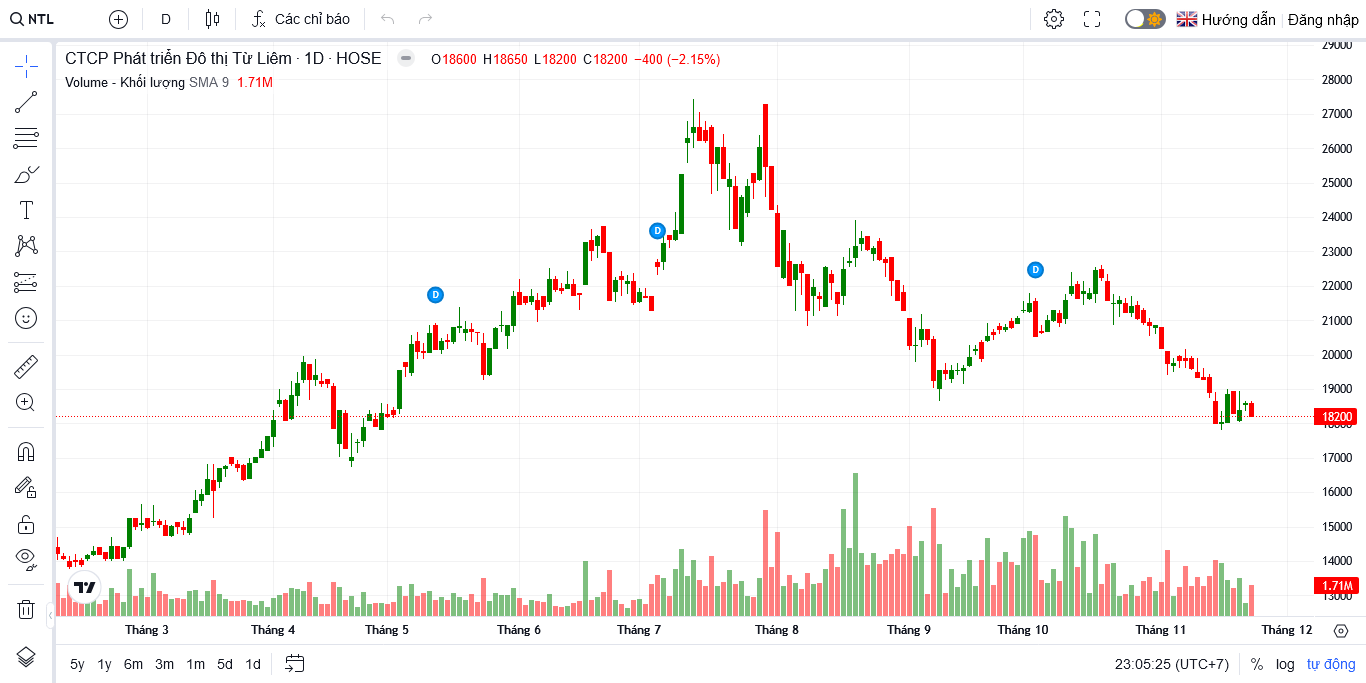 NTL D Các chỉ báo Hướng dẫn Đăng nhập
CTCP Phát triển Đô thị Từ Liêm · 1D · HOSE O18600 H18650 L18200 C18200 −400 (−2.15%)
Volume - Khối lượng SMA 9 1.71M
29000
28000
27000
26000
25000
24000
23000
22000
21000
20000
19000
18200
18000
17000
16000
15000
14000
1.71M
13000
D
D
D
Tháng 3 Tháng 4 Tháng 5 Tháng 6 Tháng 7 Tháng 8 Tháng 9 Tháng 10 Tháng 11 Tháng 12
5y 1y 6m 3m 1m 5d 1d 23:05:25 (UTC+7) % log tự động